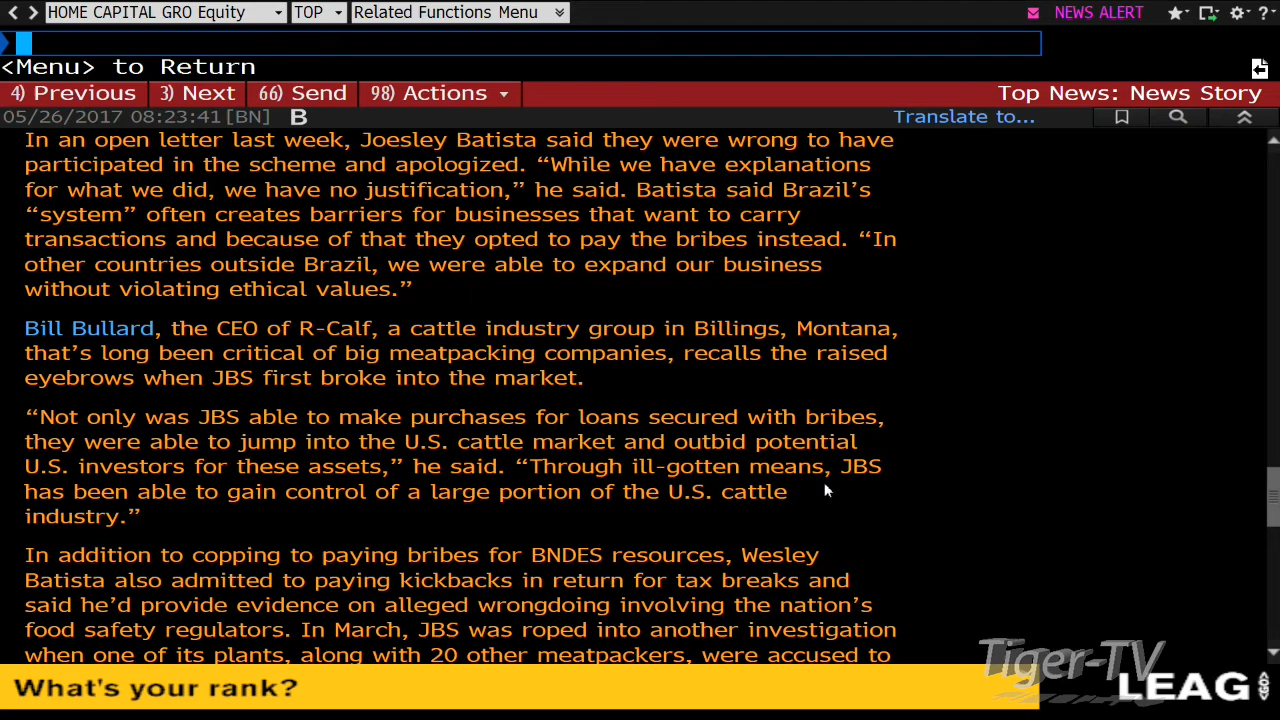 HOME CAPITAL GRO Equity TOP Related Functions Menu NEWS ALERT
<Menu> to Return
4) Previous 3) Next 66) Send 98) Actions Top News: News Story
05/26/2017 08:23:41 [BN] B Translate to...
In an open letter last week, Joesley Batista said they were wrong to have
participated in the scheme and apologized. “While we have explanations
for what we did, we have no justification,” he said. Batista said Brazil’s
“system” often creates barriers for businesses that want to carry
transactions and because of that they opted to pay the bribes instead. “In
other countries outside Brazil, we were able to expand our business
without violating ethical values.”
Bill Bullard, the CEO of R-Calf, a cattle industry group in Billings, Montana,
that’s long been critical of big meatpacking companies, recalls the raised
eyebrows when JBS first broke into the market.
“Not only was JBS able to make purchases for loans secured with bribes,
they were able to jump into the U.S. cattle market and outbid potential
U.S. investors for these assets,” he said. “Through ill-gotten means, JBS
has been able to gain control of a large portion of the U.S. cattle
industry.”
In addition to copping to paying bribes for BNDES resources, Wesley
Batista also admitted to paying kickbacks in return for tax breaks and
said he’d provide evidence on alleged wrongdoing involving the nation’s
food safety regulators. In March, JBS was roped into another investigation
when one of its plants, along with 20 other meatpackers, were accused to
Tiger-TV
What's your rank? LEAG